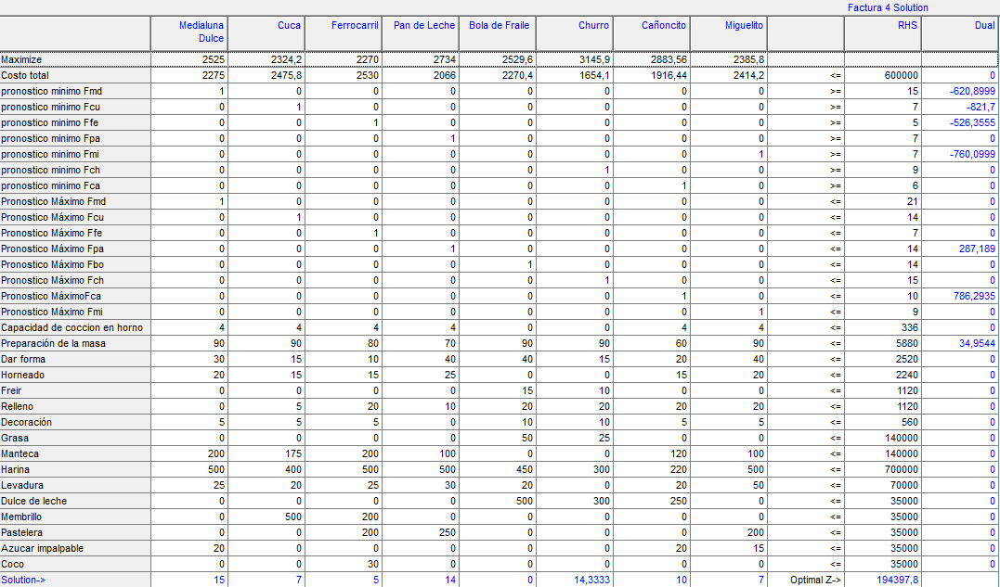 Factura 4 Solution
Medialuna Dulce Cuca Ferrocarril Pan de Leche Bola de Fraile Churro Cañoncito Miguelito RHS Dual
Maximize 2525 2324,2 2270 2734 2529,6 3145,9 2883,56 2385,8
Costo total 2275 2475,8 2530 2066 2270,4 1654,1 1916,44 2414,2 <= 600000 0
pronostico minimo Fmd 1 0 0 0 0 0 0 0 >= 15 -620,8999
pronostico minimo Fcu 0 1 0 0 0 0 0 0 >= 7 -821,7
pronostico minimo Ffe 0 0 1 0 0 0 0 0 >= 5 -526,3555
pronostico minimo Fpa 0 0 0 1 0 0 0 0 >= 7 0
pronostico minimo Fmi 0 0 0 0 0 0 0 1 >= 7 -760,0999
pronostico minimo Fch 0 0 0 0 0 1 0 0 >= 9 0
pronostico minimo Fca 0 0 0 0 0 0 1 0 >= 6 0
Pronostico Máximo Fmd 1 0 0 0 0 0 0 0 <= 21 0
Pronostico Máximo Fcu 0 1 0 0 0 0 0 0 <= 14 0
Pronostico Máximo Ffe 0 0 1 0 0 0 0 0 <= 7 0
Pronostico Máximo Fpa 0 0 0 1 0 0 0 0 <= 14 287,189
Pronostico Máximo Fbo 0 0 0 0 1 0 0 0 <= 14 0
Pronostico Máximo Fch 0 0 0 0 0 1 0 0 <= 15 0
Pronostico MáximoFca 0 0 0 0 0 0 1 0 <= 10 786,2935
Pronostico Máximo Fmi 0 0 0 0 0 0 0 1 <= 9 0
Capacidad de coccion en horno 4 4 4 4 0 0 4 4 <= 336 0
Preparación de la masa 90 90 80 70 90 90 60 90 <= 5880 34,9544
Dar forma 30 15 10 40 40 15 20 40 <= 2520 0
Horneado 20 15 15 25 0 0 15 20 <= 2240 0
Freir 0 0 0 0 15 10 0 0 <= 1120 0
Relleno 0 5 20 10 20 20 20 20 <= 1120 0
Decoración 5 5 5 0 10 10 5 5 <= 560 0
Grasa 0 0 0 0 50 25 0 0 <= 140000 0
Manteca 200 175 200 100 0 0 120 100 <= 140000 0
Harina 500 400 500 500 450 300 220 500 <= 700000 0
Levadura 25 20 25 30 20 0 20 50 <= 70000 0
Dulce de leche 0 0 0 0 500 300 250 0 <= 35000 0
Membrillo 0 500 200 0 0 0 0 0 <= 35000 0
Pastelera 0 0 200 250 0 0 0 200 <= 35000 0
Azucar impalpable 20 0 0 0 0 0 20 15 <= 35000 0
Coco 0 0 30 0 0 0 0 0 <= 35000 0
Solution-> 15 7 5 14 0 14,3333 10 7 Optimal Z-> 194397,8